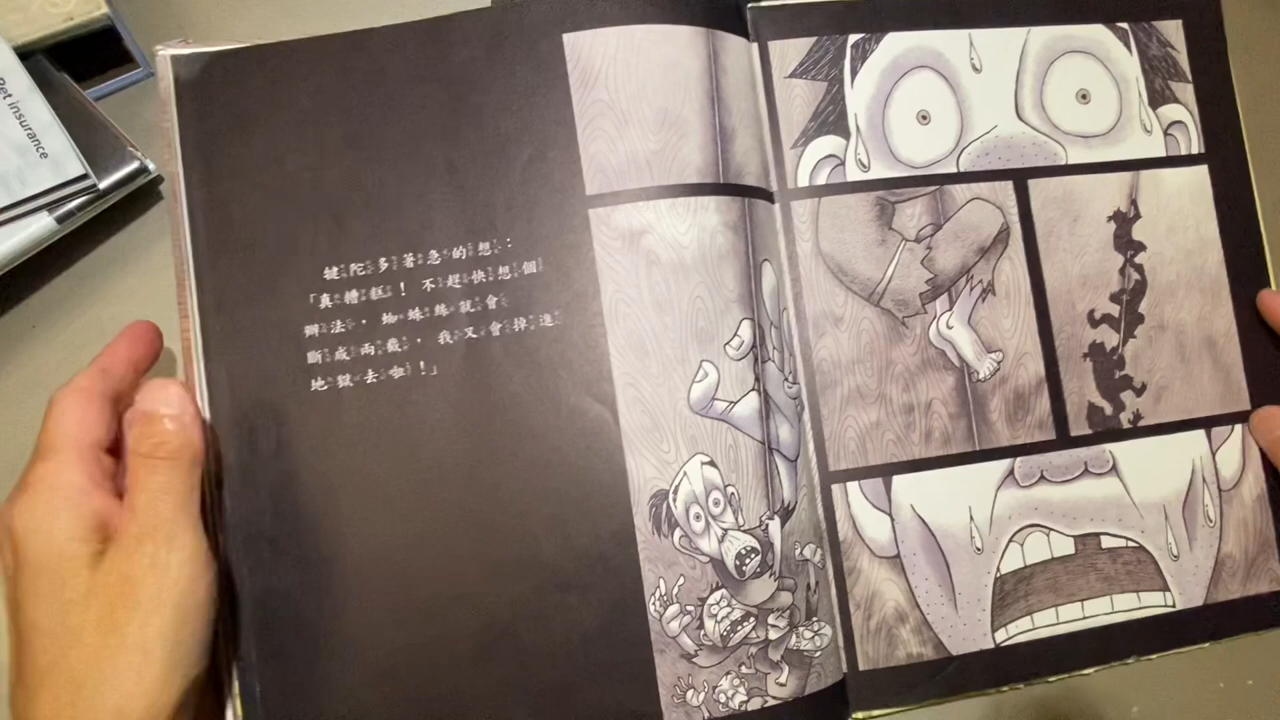 Pet insurance
犍陀多著急的想：
「真糟糕！不趕快想個
辦法，蜘蛛絲就會
斷成兩截，我又會掉進
地獄去啦！」